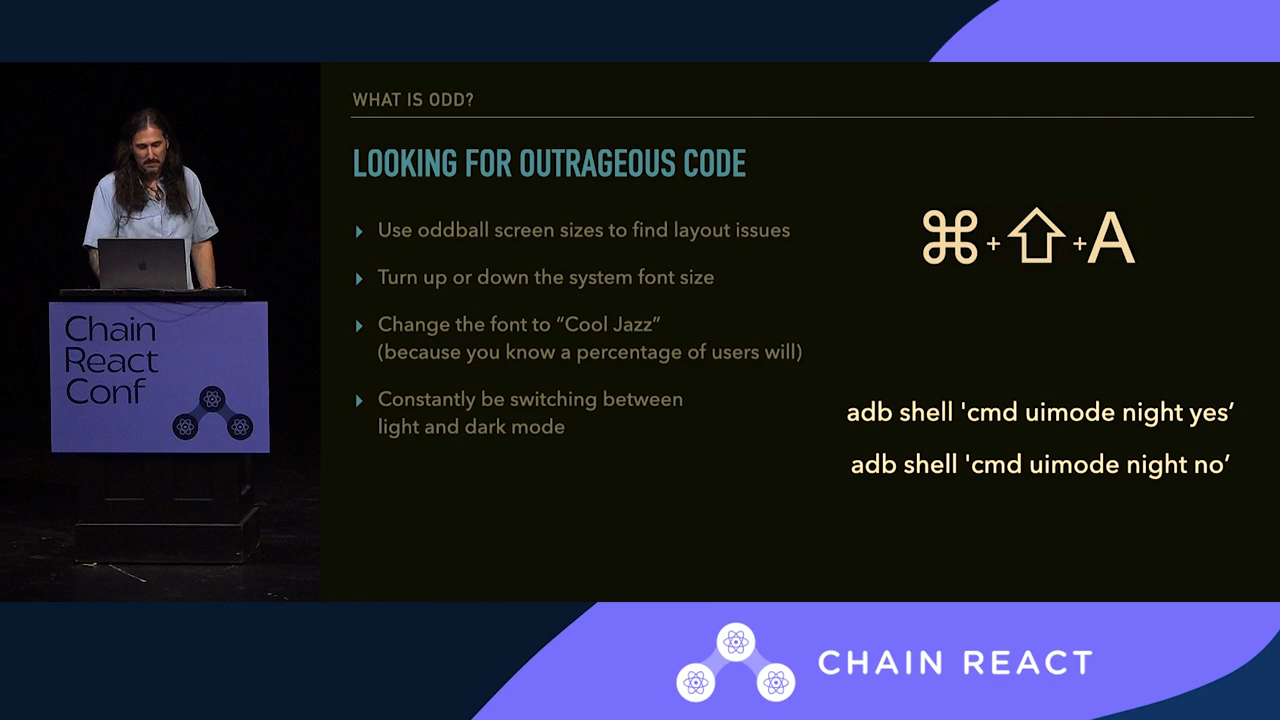 WHAT IS ODD?
LOOKING FOR OUTRAGEOUS CODE
Use oddball screen sizes to find layout issues
Turn up or down the system font size
Change the font to “Cool Jazz”
(because you know a percentage of users will)
Constantly be switching between
light and dark mode
⌘+⇧+A
adb shell 'cmd uimode night yes’
adb shell 'cmd uimode night no’
Chain
React
Conf
CHAIN REACT